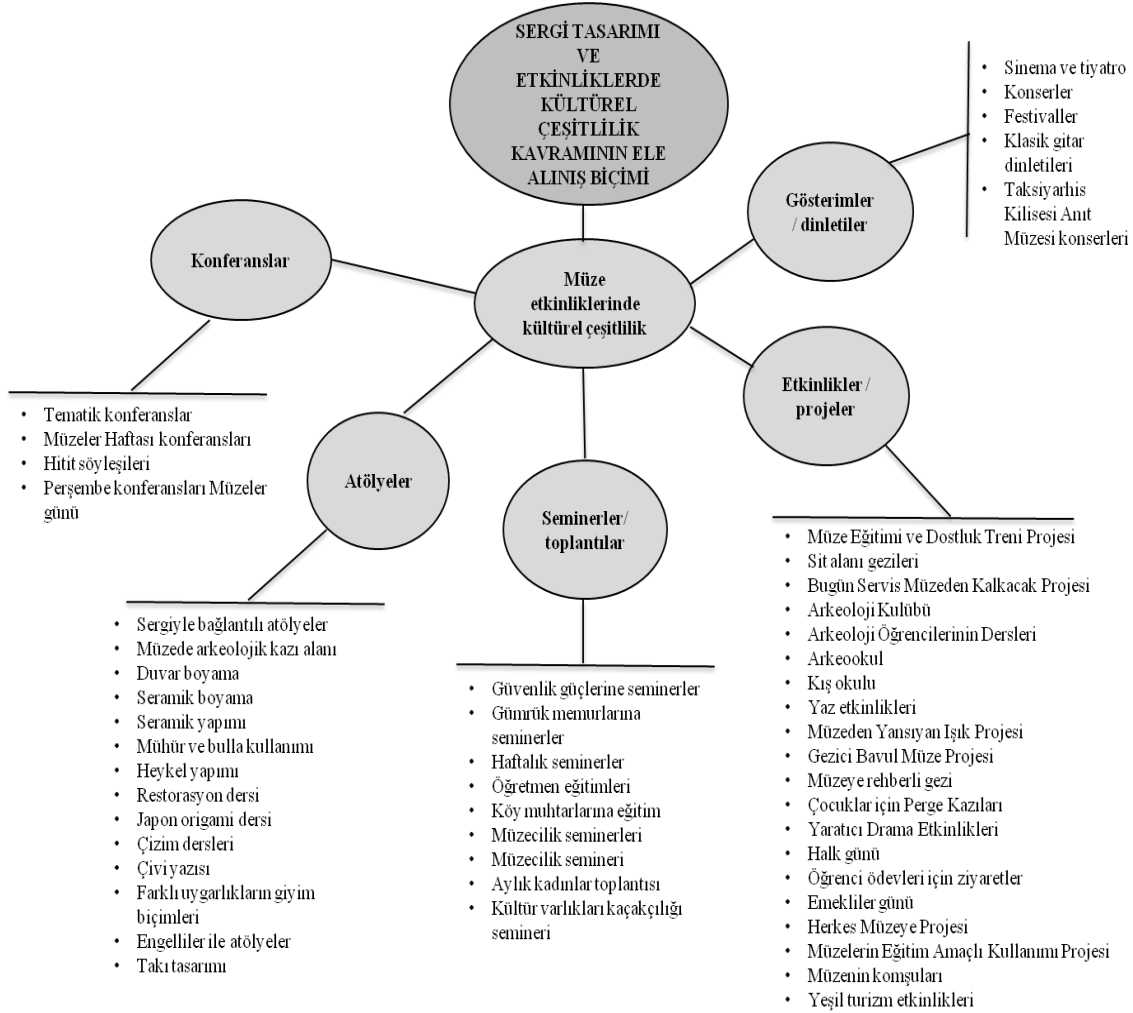 SERGİ TASARIMI
VE
ETKİNLİKLERDE
KÜLTÜREL
ÇEŞİTLİLİK
KAVRAMININ ELE
ALINIŞ BİÇİMİ
Müze
etkinliklerinde
kültürel çeşitlilik
Konferanslar
• Tematik konferanslar
• Müzeler Haftası konferansları
• Hitit söyleşileri
• Perşembe konferansları Müzeler
günü
Atölyeler
• Sergiyle bağlantılı atölyeler
• Müzede arkeolojik kazı alanı
• Duvar boyama
• Seramik boyama
• Seramik yapımı
• Mühür ve bulla kullanımı
• Heykel yapımı
• Restorasyon dersi
• Japon origami dersi
• Çizim dersleri
• Çivi yazısı
• Farklı uygarlıkların giyim
biçimleri
• Engelliler ile atölyeler
• Takı tasarımı
Seminerler/
toplantılar
• Güvenlik güçlerine seminerler
• Gümrük memurlarına
seminerler
• Haftalık seminerler
• Öğretmen eğitimleri
• Köy muhtarlarına eğitim
• Müzecilik seminerleri
• Müzecilik semineri
• Aylık kadınlar toplantısı
• Kültür varlıkları kaçakçılığı
semineri
Gösterimler
/ dinletiler
• Sinema ve tiyatro
• Konserler
• Festivaller
• Klasik gitar
dinletileri
• Taksiyarhis
Kilisesi Anıt
Müzesi konserleri
Etkinlikler /
projeler
• Müze Eğitimi ve Dostluk Treni Projesi
• Sit alanı gezileri
• Bugün Servis Müzeden Kalkacak Projesi
• Arkeoloji Kulübü
• Arkeoloji Öğrencilerinin Dersleri
• Arkeookul
• Kış okulu
• Yaz etkinlikleri
• Müzeden Yansıyan Işık Projesi
• Gezici Bavul Müze Projesi
• Müzeye rehberli gezi
• Çocuklar için Perge Kazıları
• Yaratıcı Drama Etkinlikleri
• Halk günü
• Öğrenci ödevleri için ziyaretler
• Emekliler günü
• Herkes Müzeye Projesi
• Müzelerin Eğitim Amaçlı Kullanımı Projesi
• Müzenin komşuları
• Yeşil turizm etkinlikleri